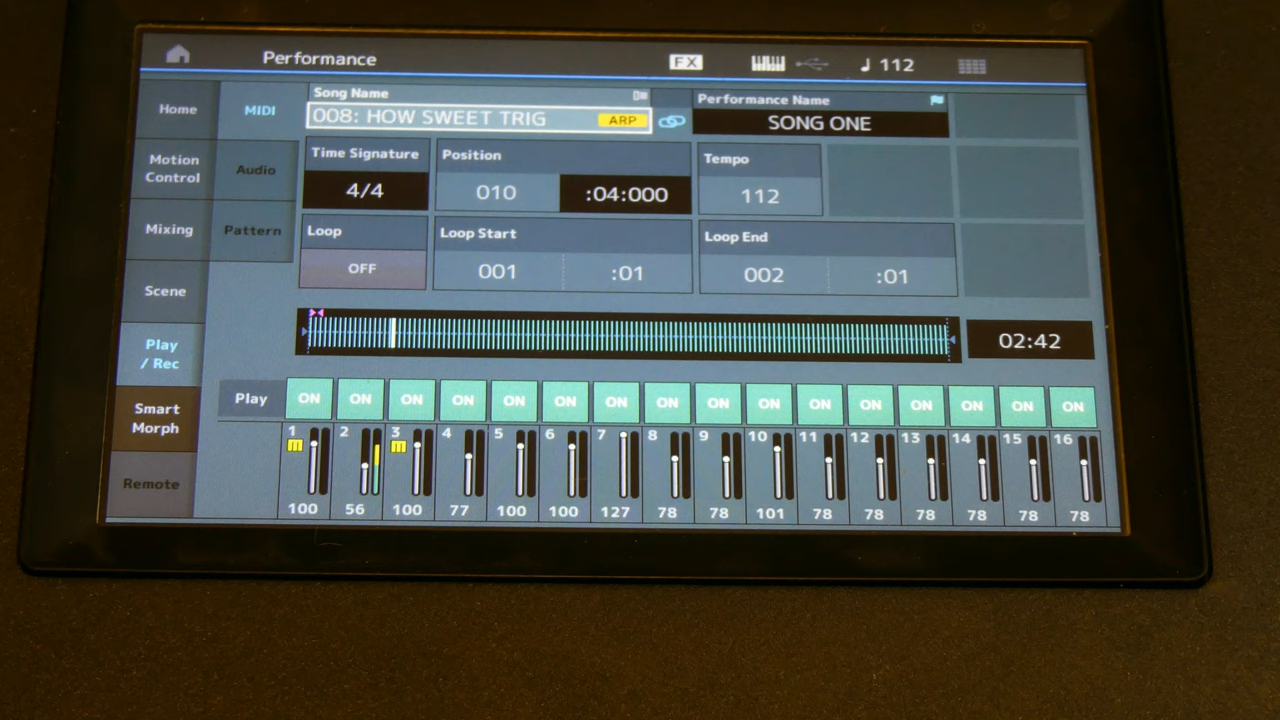 Performance FX 112
Home MIDI Song Name Performance Name
008: HOW SWEET TRIG ARP SONG ONE
Motion Control Audio Time Signature Position Tempo
4/4 010 :04:000 112
Mixing Pattern Loop Loop Start Loop End
OFF 001 :01 002 :01
Scene
Play / Rec 02:42
Smart Morph Play ON ON ON ON ON ON ON ON ON ON ON ON ON ON ON ON
1 2 3 4 5 6 7 8 9 10 11 12 13 14 15 16
Remote
100 56 100 77 100 100 127 78 78 101 78 78 78 78 78 78